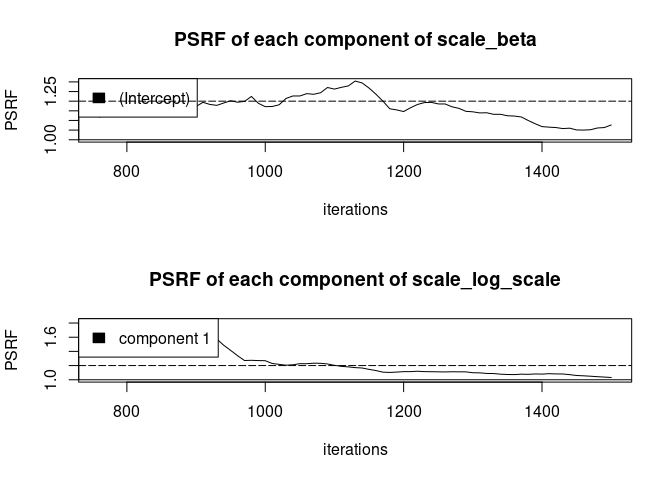 PSRF of each component of scale_beta
PSRF
1.00
1.25
(Intercept)
800
1000
1200
1400
iterations
PSRF of each component of scale_log_scale
PSRF
1.0
1.6
component 1
800
1000
1200
1400
iterations